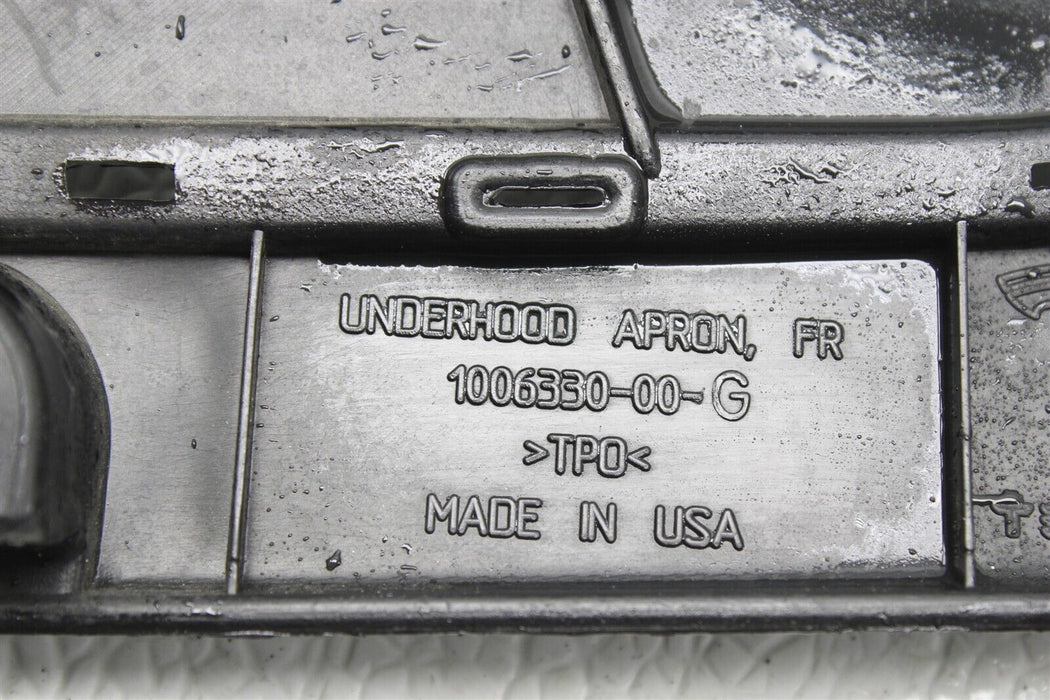 UNDERHOOD APRON, FR
1006330-00-G
>TPO<
MADE IN USA
T